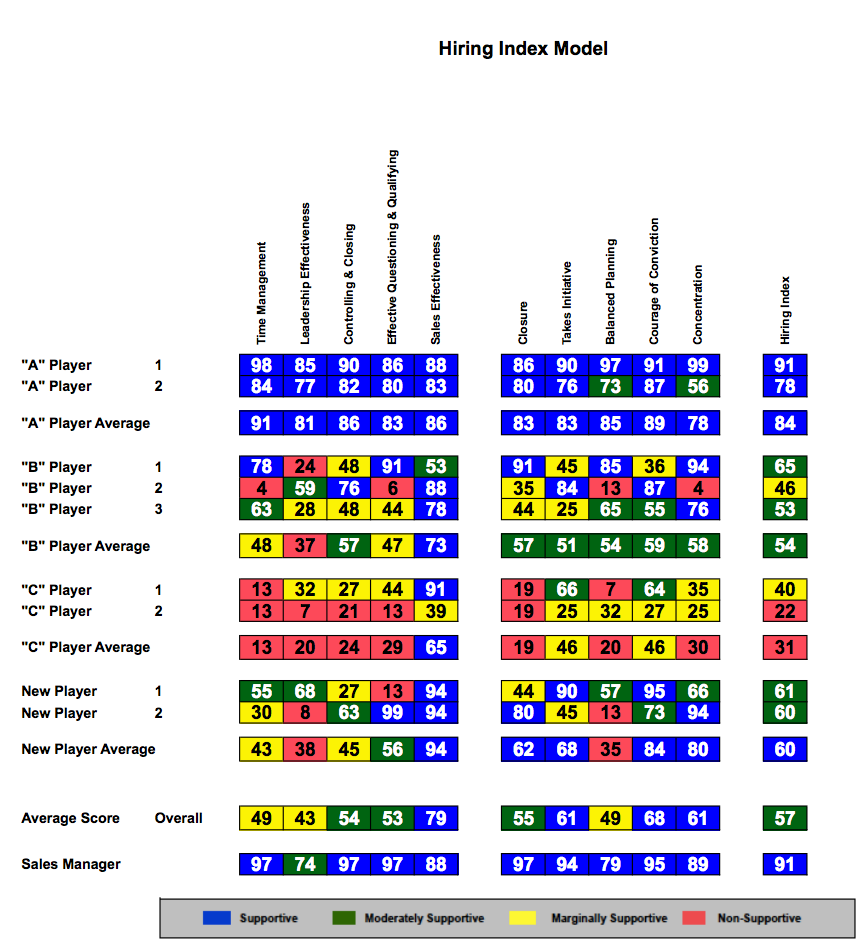 Hiring Index Model
Time Management
Leadership Effectiveness
Controlling & Closing
Effective Questioning & Qualifying
Sales Effectiveness
Closure
Takes Initiative
Balanced Planning
Courage of Conviction
Concentration
Hiring Index
"A" Player 1 98 85 90 86 88 86 90 97 91 99 91
"A" Player 2 84 77 82 80 83 80 76 73 87 56 78
"A" Player Average 91 81 86 83 86 83 83 85 89 78 84
"B" Player 1 78 24 48 91 53 91 45 85 36 94 65
"B" Player 2 4 59 76 6 88 35 84 13 87 4 46
"B" Player 3 63 28 48 44 78 44 25 65 55 76 53
"B" Player Average 48 37 57 47 73 57 51 54 59 58 54
"C" Player 1 13 32 27 44 91 19 66 7 64 35 40
"C" Player 2 13 7 21 13 39 19 25 32 27 25 22
"C" Player Average 13 20 24 29 65 19 46 20 46 30 31
New Player 1 55 68 27 13 94 44 90 57 95 66 61
New Player 2 30 8 63 99 94 80 45 13 73 94 60
New Player Average 43 38 45 56 94 62 68 35 84 80 60
Average Score Overall 49 43 54 53 79 55 61 49 68 61 57
Sales Manager 97 74 97 97 88 97 94 79 95 89 91
Supportive Moderately Supportive Marginally Supportive Non-Supportive